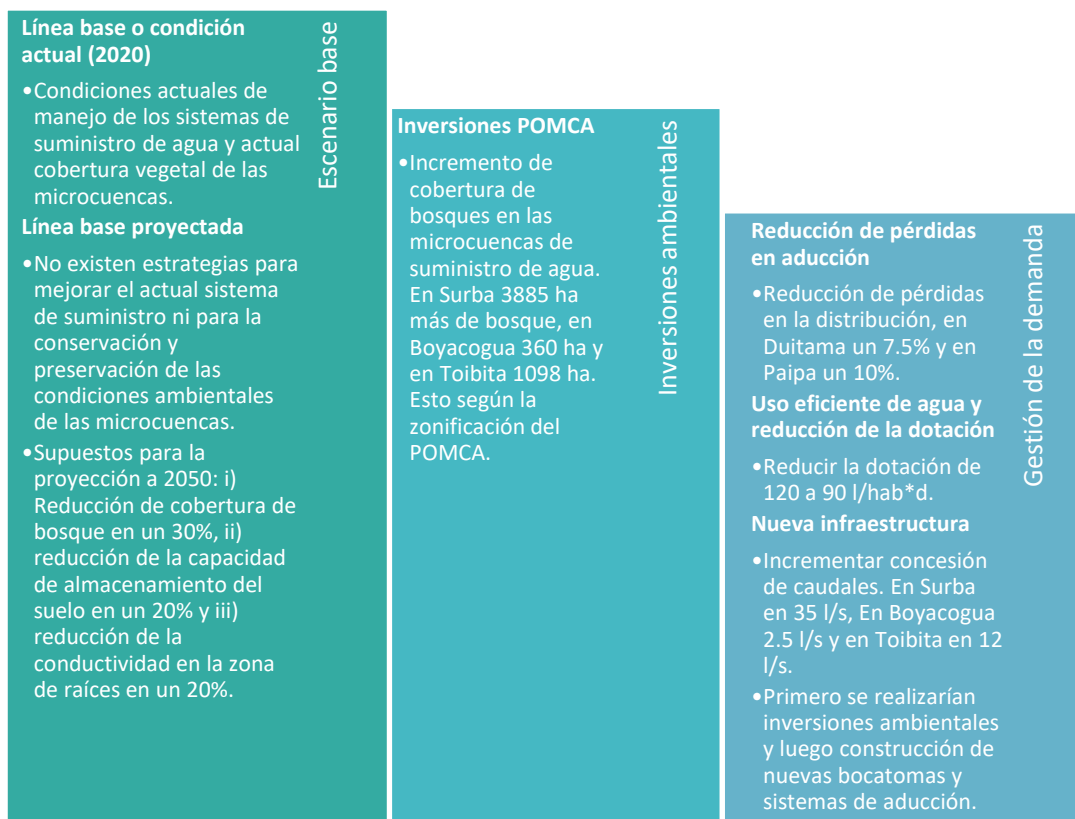 Línea base o condición
actual (2020)
•Condiciones actuales de
manejo de los sistemas de
suministro de agua y actual
cobertura vegetal de las
microcuencas.
Línea base proyectada
•No existen estrategias para
mejorar el actual sistema
de suministro ni para la
conservación y
preservación de las
condiciones ambientales
de las microcuencas.
•Supuestos para la
proyección a 2050: i)
Reducción de cobertura de
bosque en un 30%, ii)
reducción de la capacidad
de almacenamiento del
suelo en un 20% y iii)
reducción de la
conductividad en la zona
de raíces en un 20%.
Escenario base
Inversiones POMCA
•Incremento de
cobertura de
bosques en las
microcuencas de
suministro de agua.
En Surba 3885 ha
más de bosque, en
Boyacogua 360 ha y
en Toibita 1098 ha.
Esto según la
zonificación del
POMCA.
Inversiones ambientales
Reducción de pérdidas
en aducción
•Reducción de pérdidas
en la distribución, en
Duitama un 7.5% y en
Paipa un 10%.
Uso eficiente de agua y
reducción de la dotación
•Reducir la dotación de
120 a 90 l/hab*d.
Nueva infraestructura
•Incrementar concesión
de caudales. En Surba
en 35 l/s, En Boyacogua
2.5 l/s y en Toibita en 12
l/s.
•Primero se realizarían
inversiones ambientales
y luego construcción de
nuevas bocatomas y
sistemas de aducción.
Gestión de la demanda